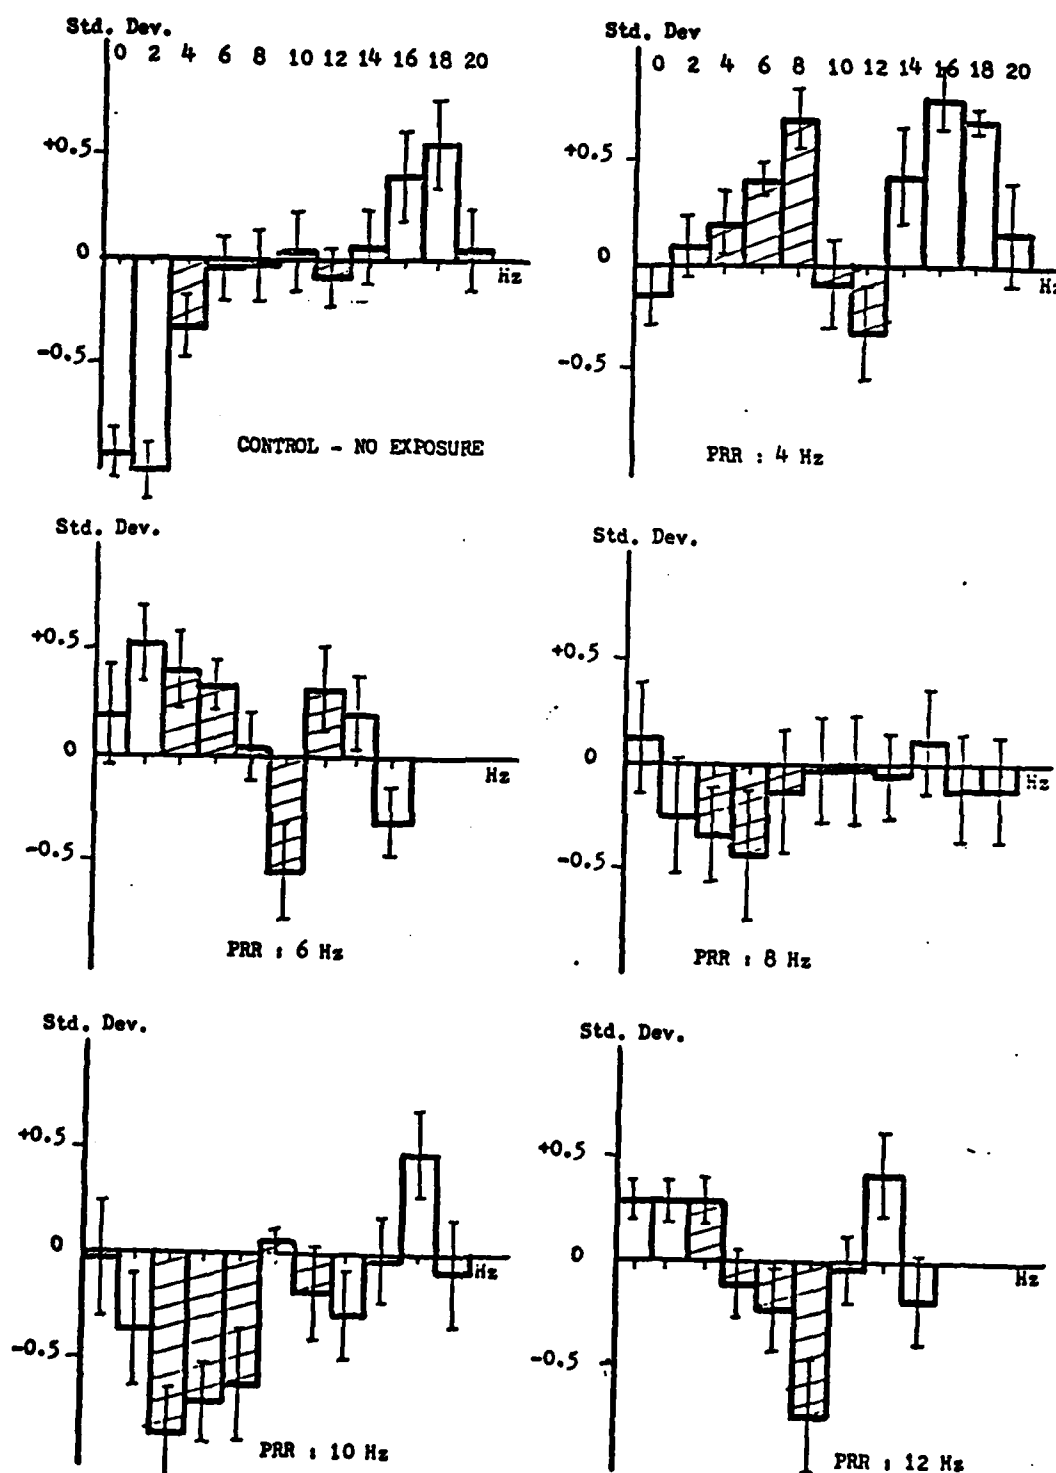 Std. Dev.
0 2 4 6 8 10 12 14 16 18 20
+0.5
0
-0.5
Hz
CONTROL - NO EXPOSURE
Std. Dev
0 2 4 6 8 10 12 14 16 18 20
+0.5
0
-0.5
Hz
PRR : 4 Hz
Std. Dev.
+0.5
0
-0.5
Hz
PRR : 6 Hz
Std. Dev.
+0.5
0
-0.5
Hz
PRR : 8 Hz
Std. Dev.
+0.5
0
-0.5
Hz
PRR : 10 Hz
Std. Dev.
+0.5
0
-0.5
Hz
PRR : 12 Hz